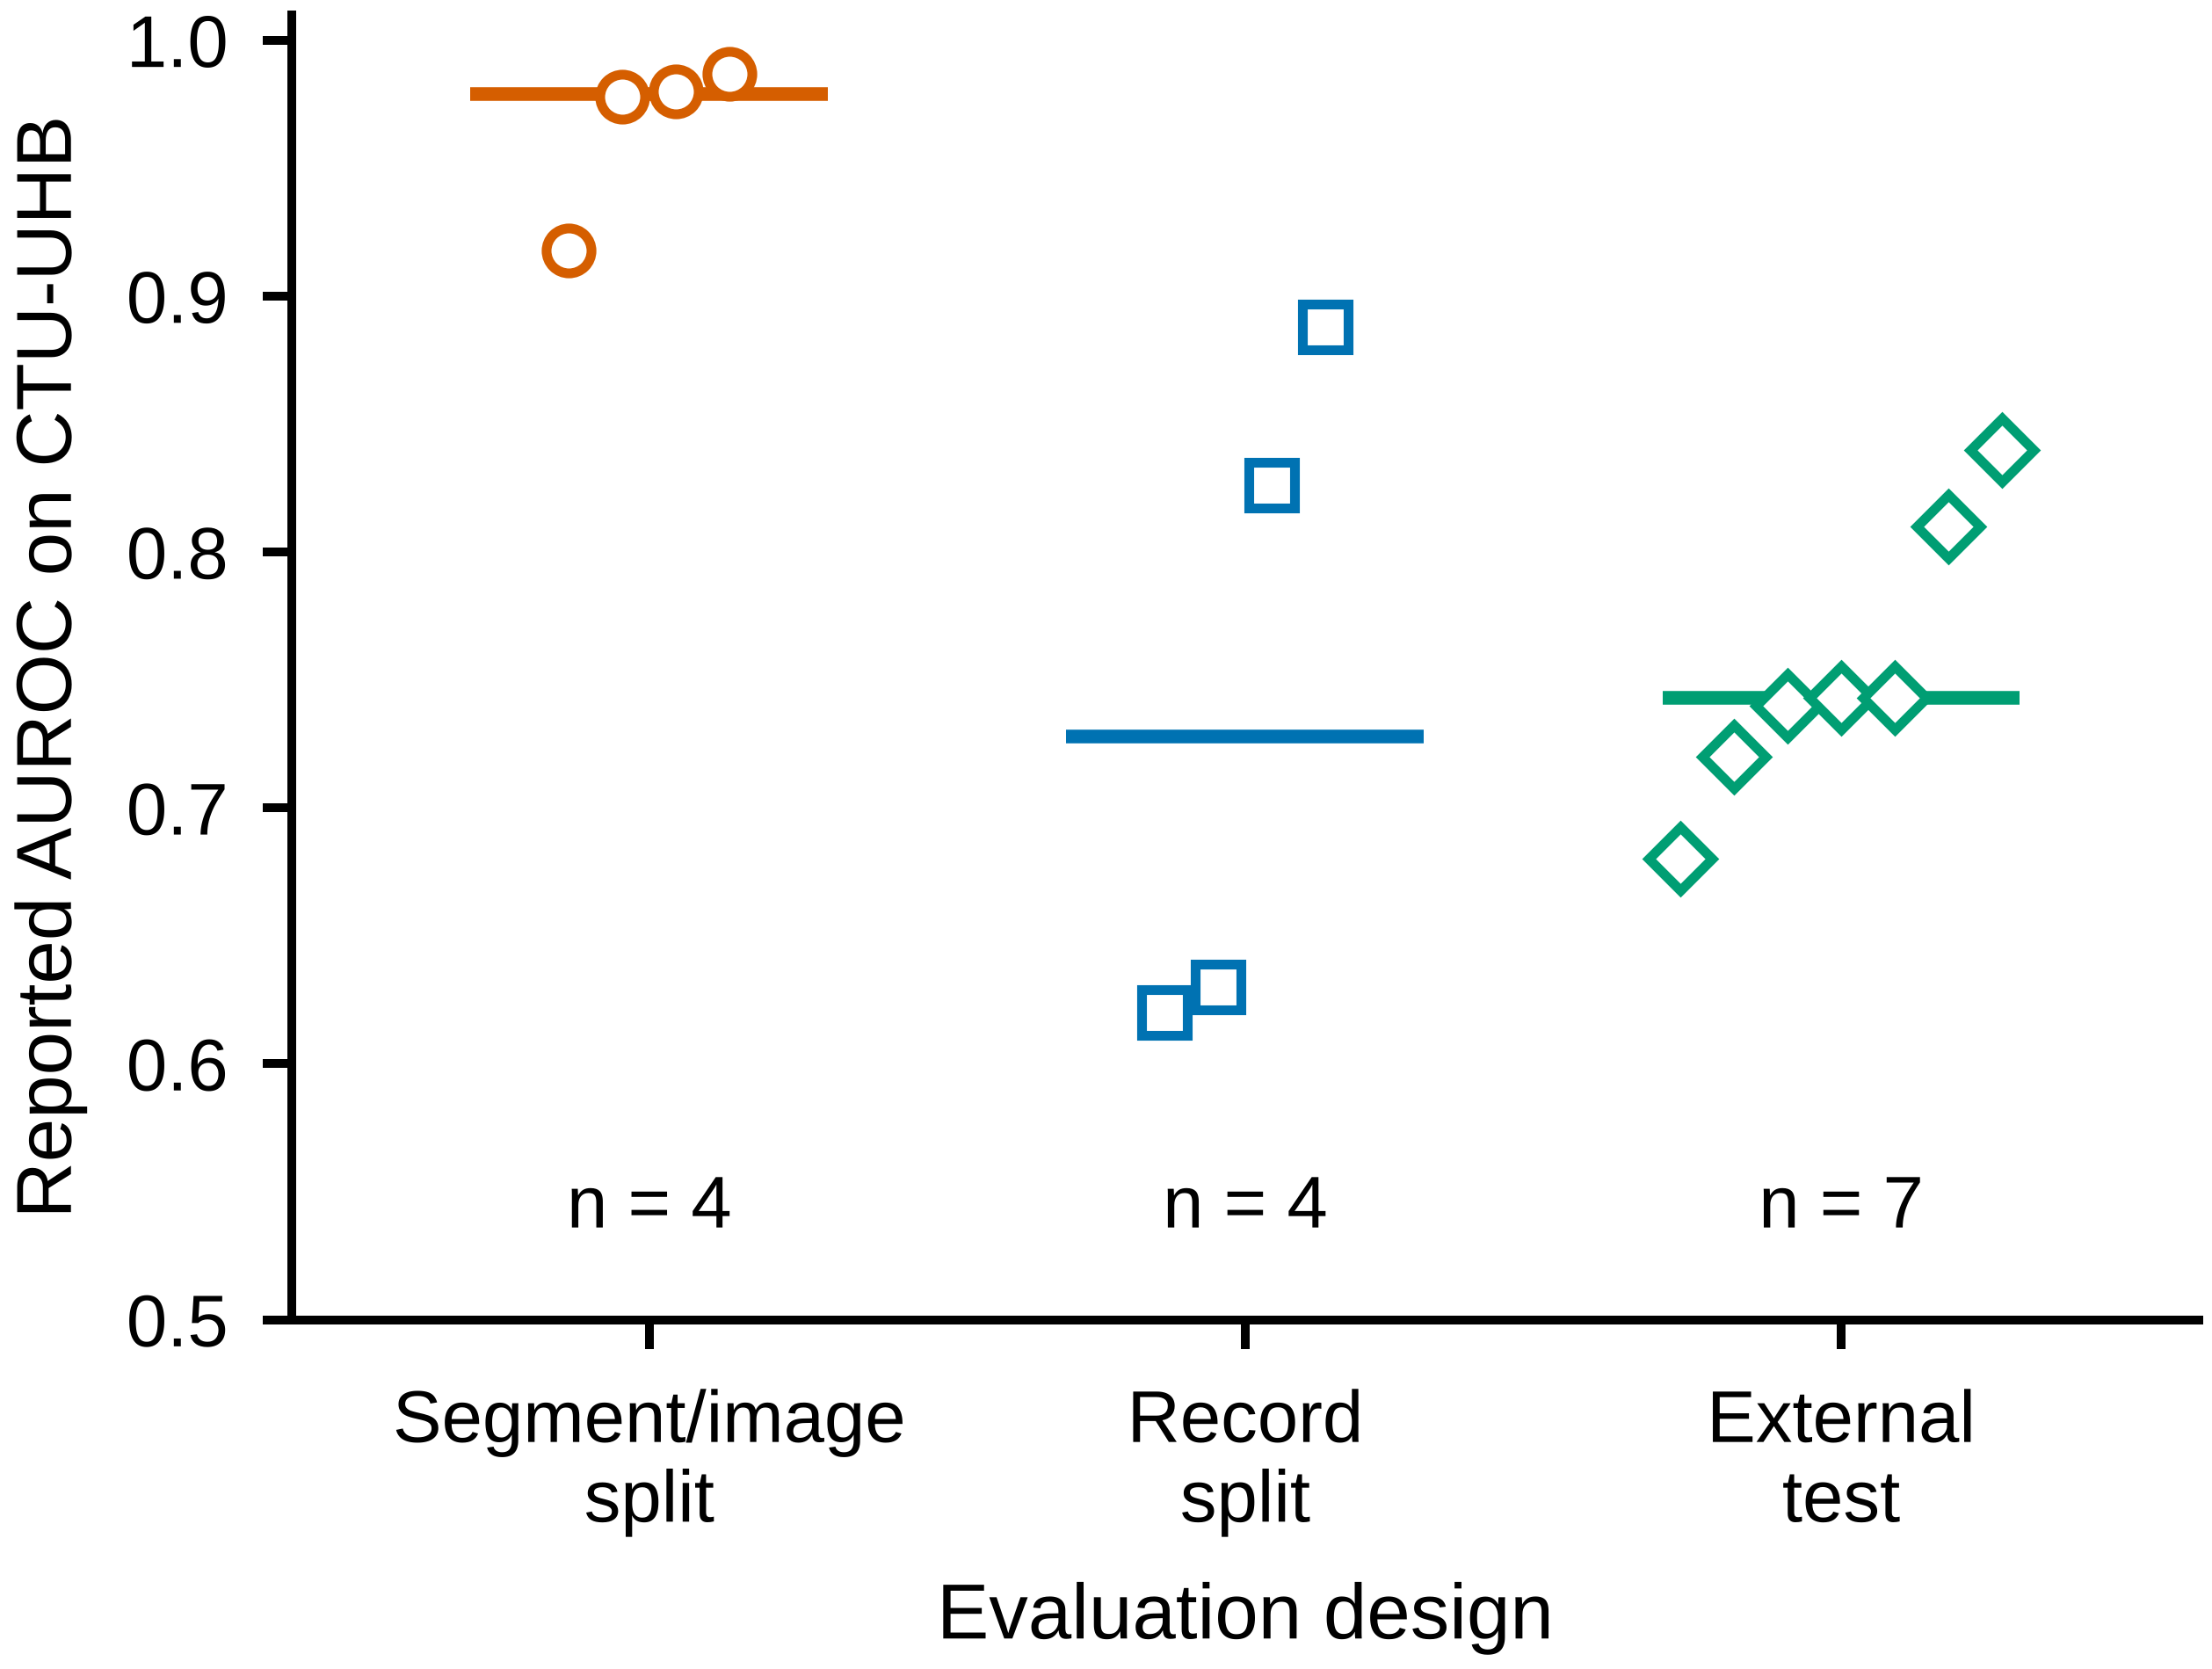 Reported AUROC on CTU-UHB
1.0
0.9
0.8
0.7
0.6
0.5
n = 4
n = 4
n = 7
Segment/image
split
Record
split
External
test
Evaluation design